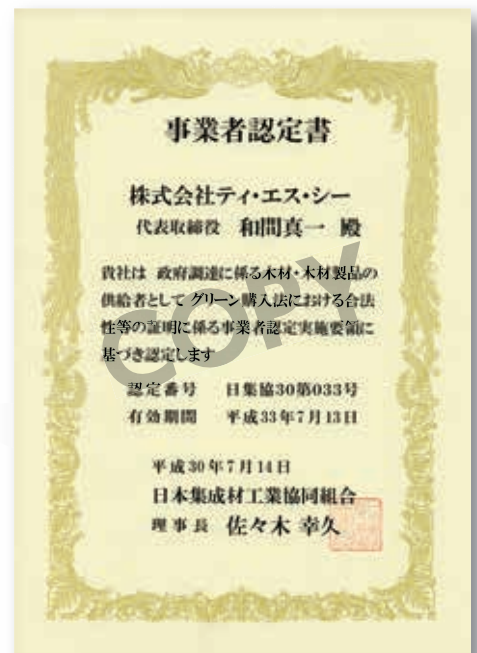 事業者認定書
株式会社ティ・エス・シー
代表取締役 和間真一 殿
貴社は 政府調達に係る木材・木材製品の
供給者として グリーン購入法における合法
性等の証明に係る事業者認定実施要領に
基づき認定します
COPY
認定番号 日集協30第033号
有効期間 平成33年7月13日
平成30年7月14日
日本集成材工業協同組合
理事長 佐々木 幸久